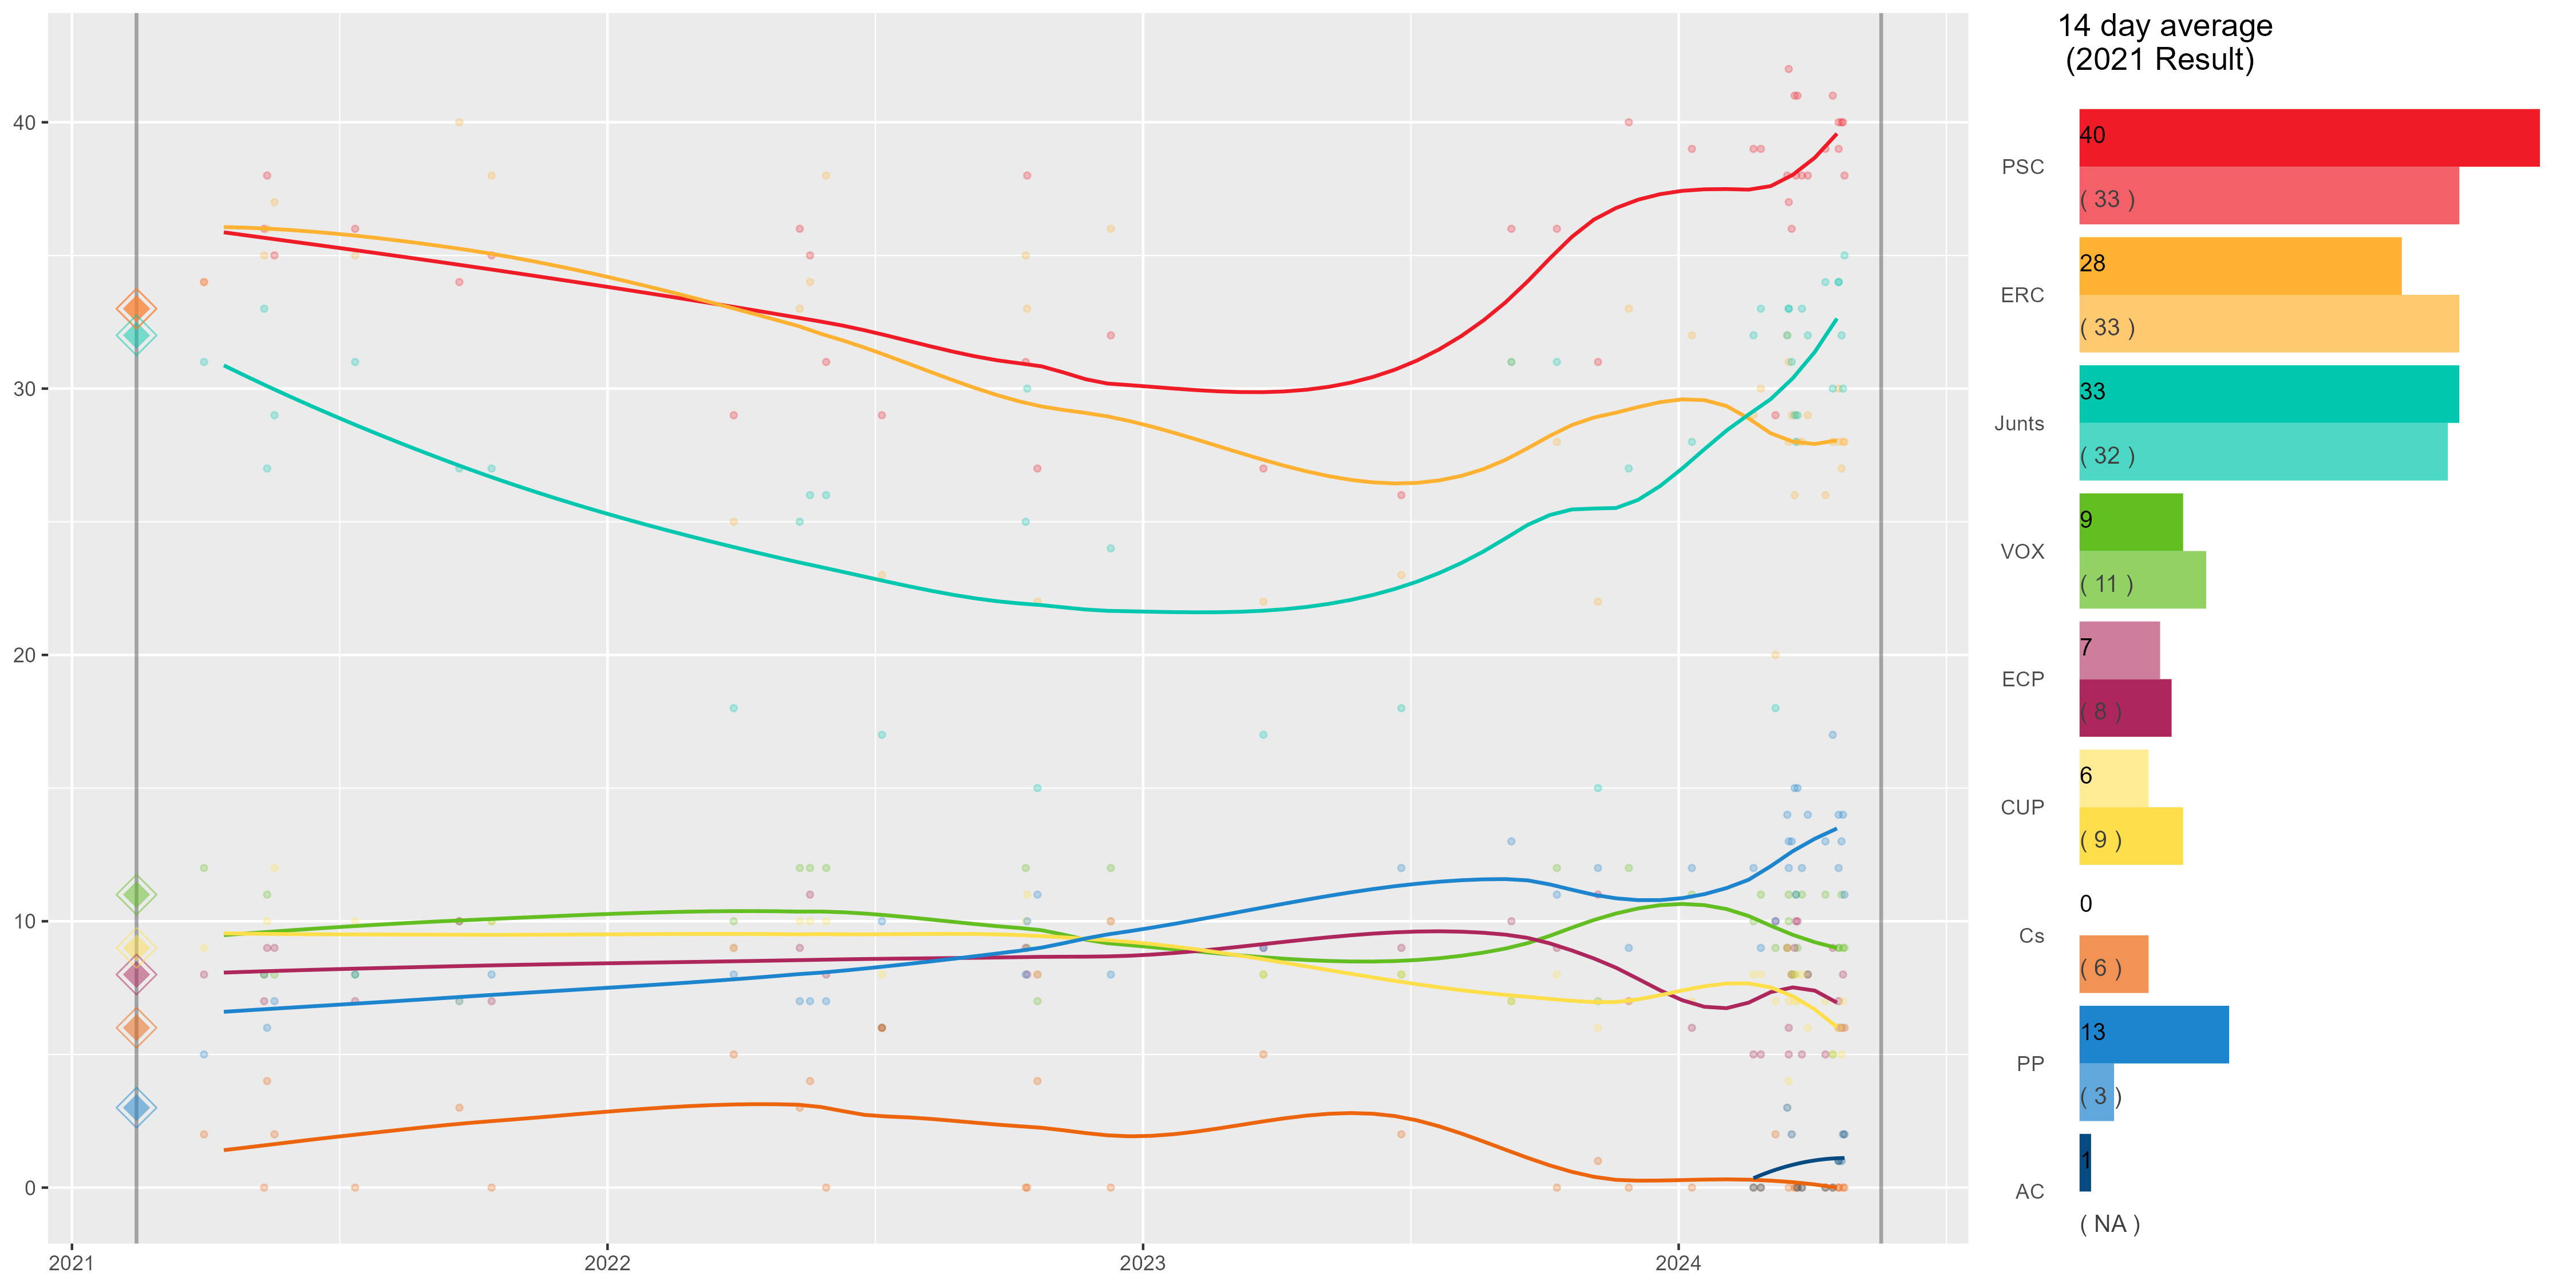 40
30
20
10
0
2021
2022
2023
2024
14 day average
(2021 Result)
PSC
40
( 33 )
ERC
28
( 33 )
Junts
33
( 32 )
VOX
9
( 11 )
ECP
7
( 8 )
CUP
6
( 9 )
Cs
0
( 6 )
PP
13
( 3 )
AC
1
( NA )